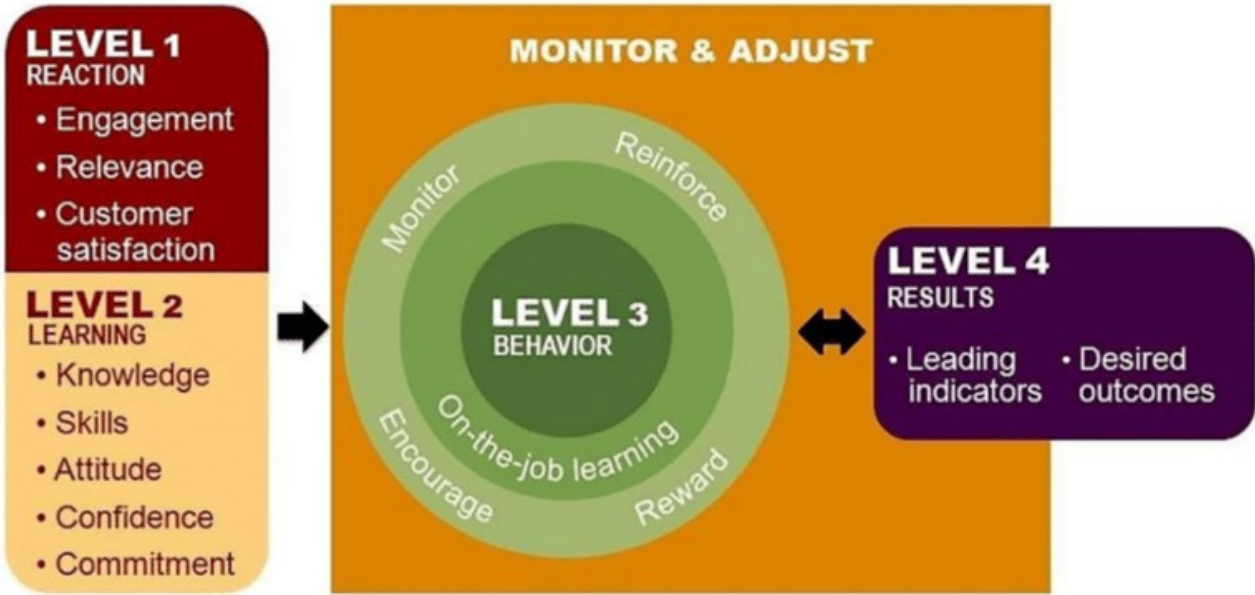 LEVEL 1
REACTION
• Engagement
• Relevance
• Customer
satisfaction
LEVEL 2
LEARNING
• Knowledge
• Skills
• Attitude
• Confidence
• Commitment
MONITOR & ADJUST
Monitor
Reinforce
LEVEL 3
BEHAVIOR
On-the-job learning
Encourage
Reward
LEVEL 4
RESULTS
• Leading
indicators
• Desired
outcomes